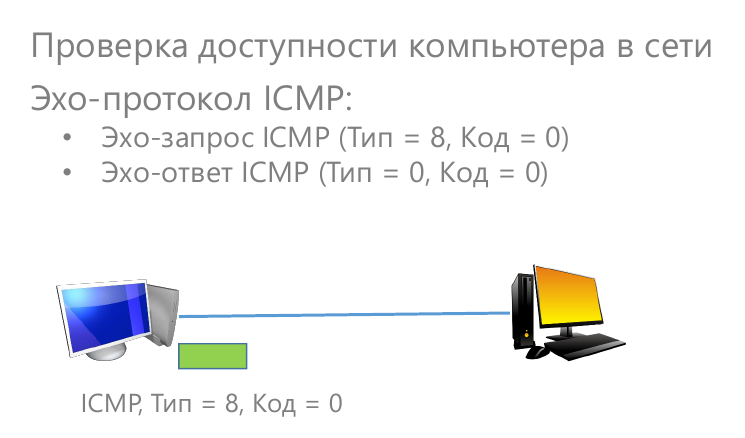 Проверка доступности компьютера в сети
Эхо-протокол ICMP:
• Эхо-запрос ICMP (Тип = 8, Код = 0)
• Эхо-ответ ICMP (Тип = 0, Код = 0)
ICMP, Тип = 8, Код = 0